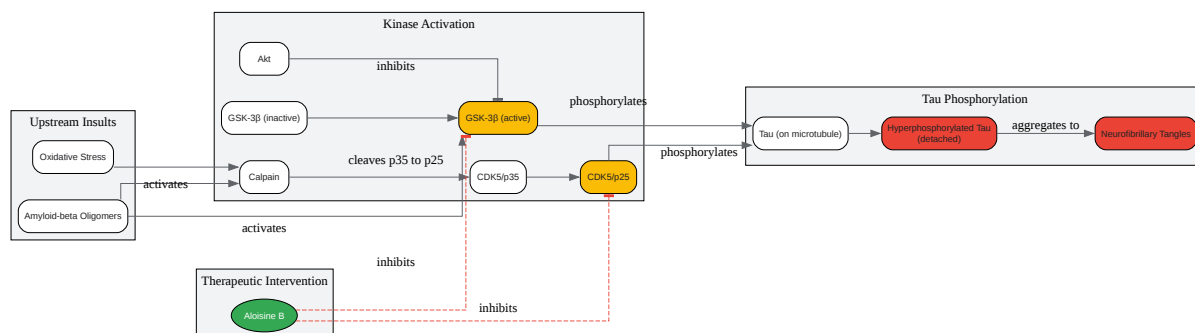 Kinase Activation
Akt
inhibits
GSK-3β (inactive)
GSK-3β (active)
phosphorylates
Upstream Insults
Oxidative Stress
activates
Amyloid-beta Oligomers
Calpain
cleaves p35 to p25
CDK5/p35
CDK5/p25
phosphorylates
activates
Tau Phosphorylation
Tau (on microtubule)
Hyperphosphorylated Tau
(detached)
aggregates to
Neurofibrillary Tangles
inhibits
Therapeutic Intervention
Aloisine B
inhibits